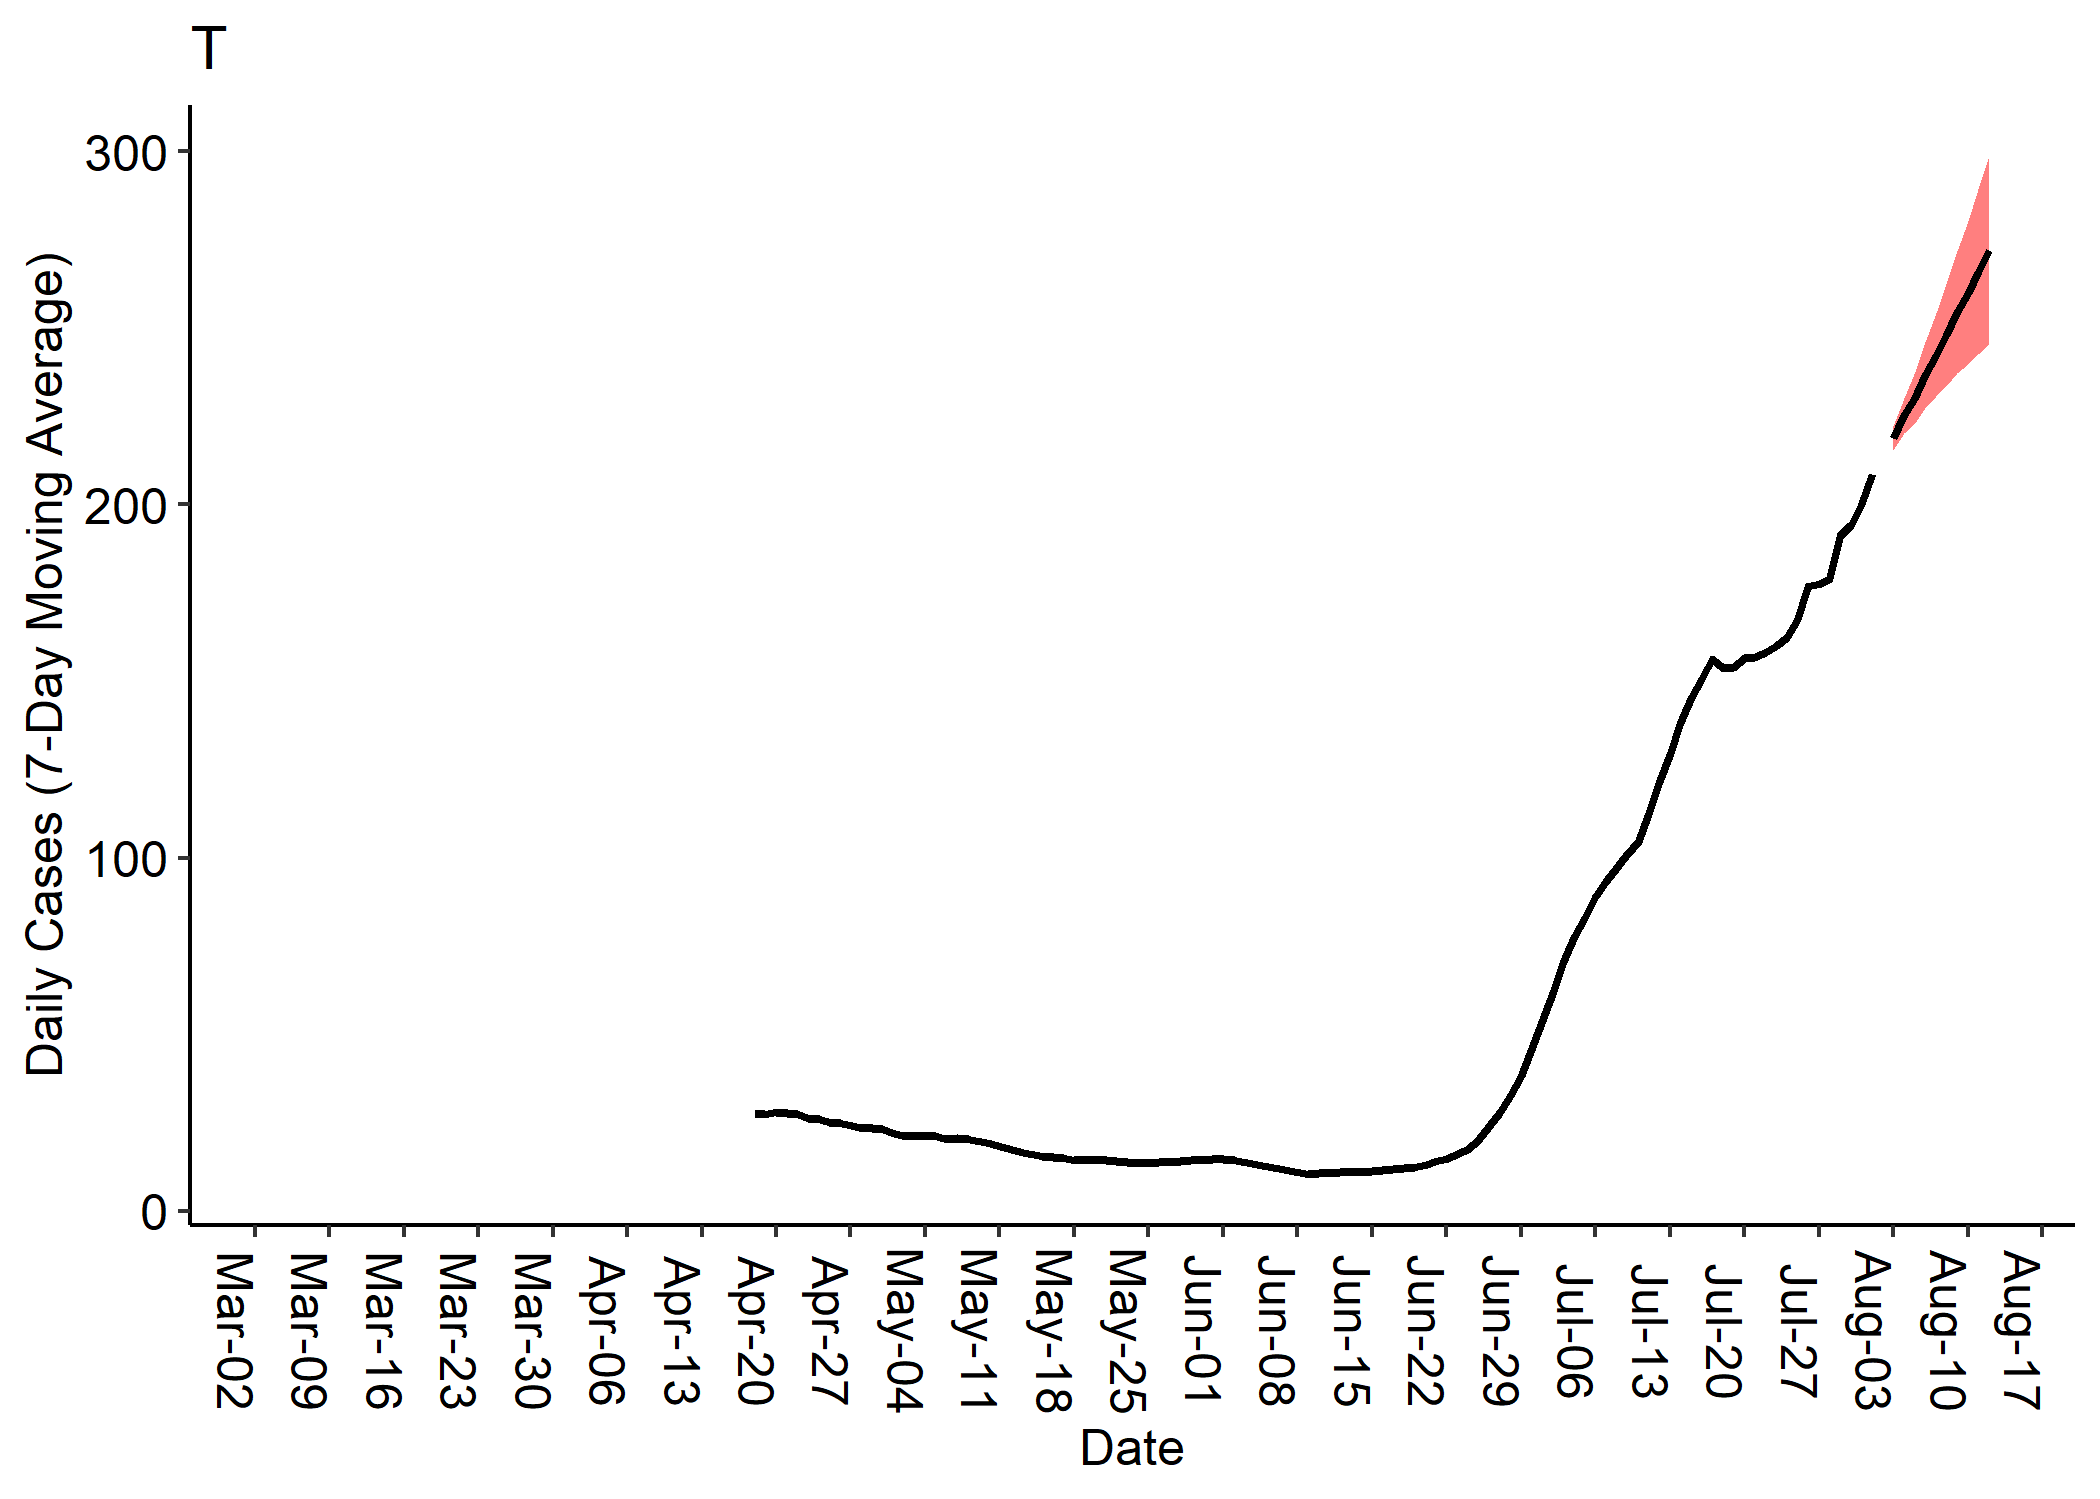 T
Daily Cases (7-Day Moving Average)
300
200
100
0
Mar-02
Mar-09
Mar-16
Mar-23
Mar-30
Apr-06
Apr-13
Apr-20
Apr-27
May-04
May-11
May-18
May-25
Jun-01
Jun-08
Jun-15
Jun-22
Jun-29
Jul-06
Jul-13
Jul-20
Jul-27
Aug-03
Aug-10
Aug-17
Date